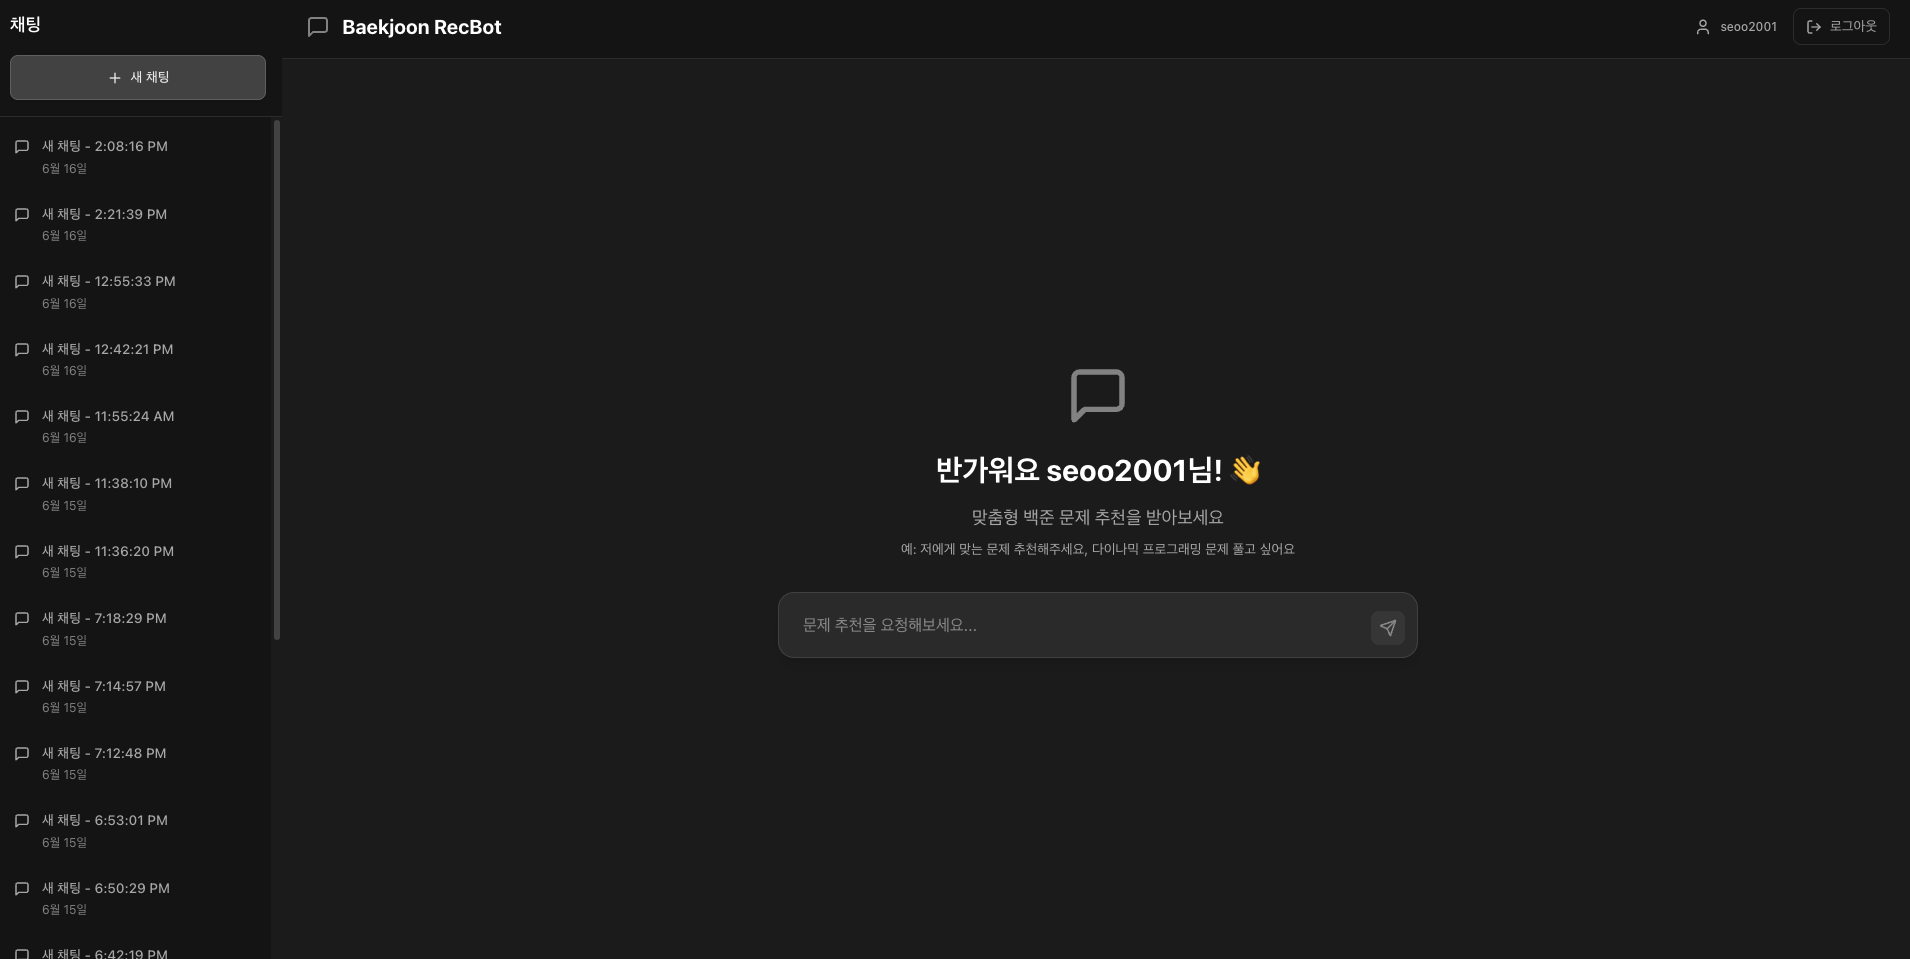 채팅
새 채팅
새 채팅 - 2:08:16 PM
6월 16일
새 채팅 - 2:21:39 PM
6월 16일
새 채팅 - 12:55:33 PM
6월 16일
새 채팅 - 12:42:21 PM
6월 16일
새 채팅 - 11:55:24 AM
6월 16일
새 채팅 - 11:38:10 PM
6월 15일
새 채팅 - 11:36:20 PM
6월 15일
새 채팅 - 7:18:29 PM
6월 15일
새 채팅 - 7:14:57 PM
6월 15일
새 채팅 - 7:12:48 PM
6월 15일
새 채팅 - 6:53:01 PM
6월 15일
새 채팅 - 6:50:29 PM
6월 15일
새 채팅 - 6:42:19 PM
Baekjoon RecBot
seoo2001
로그아웃
반가워요 seoo2001님! 👋
맞춤형 백준 문제 추천을 받아보세요
예: 저에게 맞는 문제 추천해주세요, 다이나믹 프로그래밍 문제 풀고 싶어요
문제 추천을 요청해보세요...